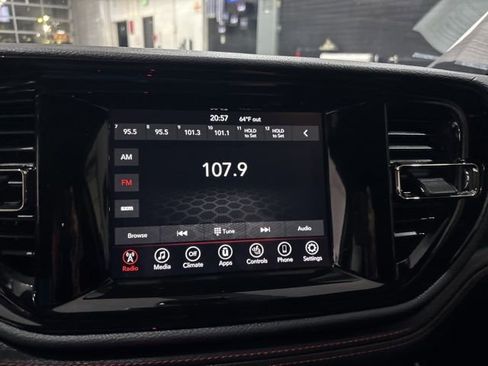 20:57 64°F out
7 95.5 8 95.5 9 101.3 10 101.1 11 HOLD to Set 12 HOLD to Set
AM
107.9
FM
Browse Tune Audio
Off
Radio Media Climate Apps Controls Phone Settings